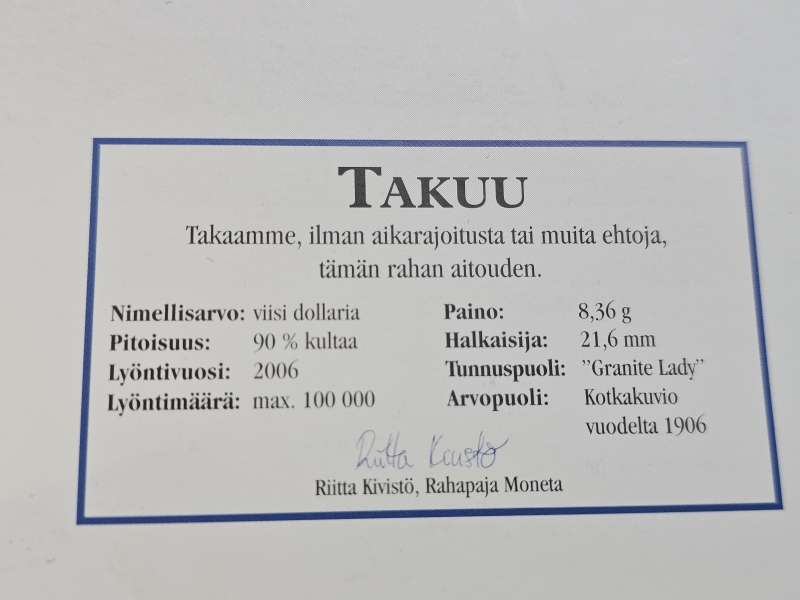 TAKUU
Takaamme, ilman aikarajoitusta tai muita ehtoja,
tämän rahan aitouden.
Nimellisarvo: viisi dollaria
Pitoisuus: 90 % kultaa
Lyöntivuosi: 2006
Lyöntimäärä: max. 100 000
Paino: 8,36 g
Halkaisija: 21,6 mm
Tunnuspuoli: ”Granite Lady”
Arvopuoli: Kotkakuvio
vuodelta 1906
Riitta Kivistö
Riitta Kivistö, Rahapaja Moneta